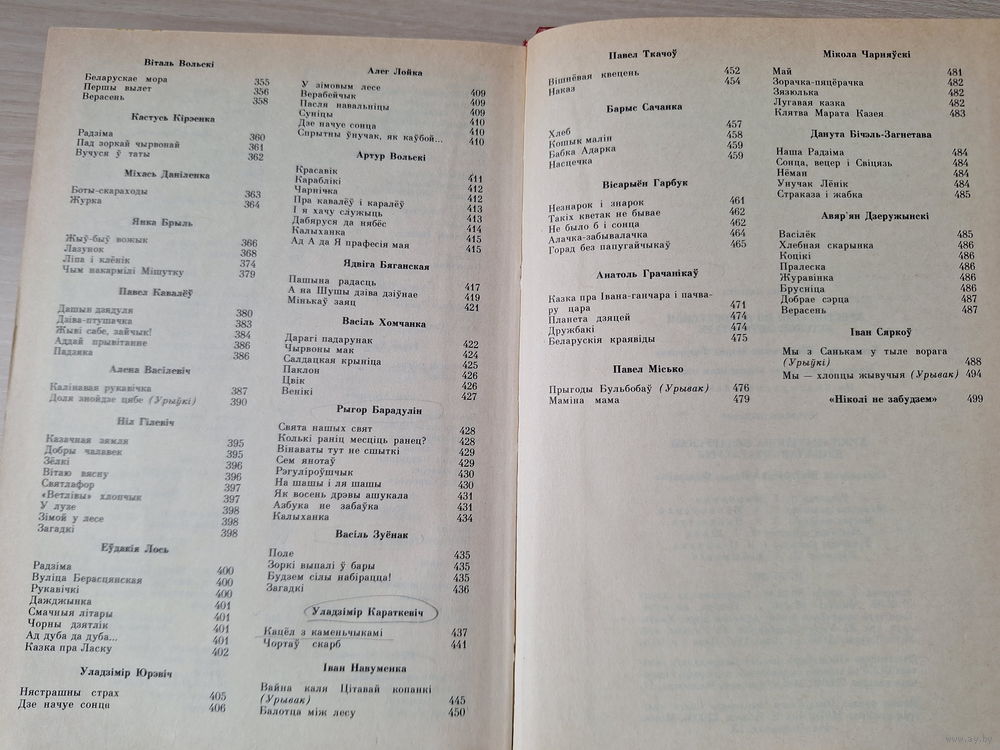 Віталь Вольскі
Беларускае мора 355
Першы вылет 356
Верасень 358
Кастусь Кірэенка
Радзіма 360
Пад зоркай чырвонай 361
Вучуся ў таты 362
Міхась Даніленка
Боты-скараходы 363
Журка 364
Янка Брыль
Жыў-быў вожык 366
Лазунок 368
Ліпа і клёнік 374
Чым накармілі Мішутку 379
Павел Кавалёў
Дашын дзядуля 380
Дзіва-птушачка 383
Жыві сабе, зайчык! 384
Аддай прывітанне 386
Падзяка 386
Алена Васілевіч
Калінавая рукавічка 387
Доля знойдзе цябе (Урыўкі) 390
Ніл Гілевіч
Казачная зямля 395
Добры чалавек 395
Зёлкі 396
Вітаю вясну 396
Святлафор 397
«Ветлівы» хлопчык 397
У лузе 398
Зімой у лесе 398
Загадкі 398
Еўдакія Лось
Радзіма 400
Вуліца Берасцянская 400
Рукавічкі 400
Дажджынка 401
Смачныя літары 401
Чорны дзятлік 401
Ад дуба да дуба... 401
Казка пра Ласку 402
Уладзімір Юрэвіч
Нястрашны страх 405
Дзе начуе сонца 406
Алег Лойка
У зімовым лесе 409
Верабейчык 409
Пасля навальніцы 409
Суніцы 410
Дзе начуе сонца 410
Спрытны ўнучак, як каўбой... 410
Артур Вольскі
Красавік 411
Караблікі 412
Чарнічка 412
Пра кавалёў і каралёў 413
І я хачу служыць 413
Дабяруся да нябёс 414
Калыханка 415
Ад А да Я прафесія мая 415
Ядвіга Бяганская
Пашына радасць 417
А на Шушы дзіва дзіўнае 419
Мінькаў заяц 421
Васіль Хомчанка
Дарагі падарунак 422
Чырвоны мак 424
Салдацкая крыніца 425
Паклон 426
Цвік 426
Венікі 427
Рыгор Барадулін
Свята нашых свят 428
Колькі раніц месціць ранец? 428
Вінаваты тут не сшыткі 429
Сем янотаў 429
Рэгуліроўшчык 430
На шашы і ля шашы 430
Як восень дрэвы ашукала 431
Азбука не забаўка 431
Калыханка 434
Васіль Зуёнак
Поле 435
Зоркі выпалі ў бары 435
Будзем сілы набірацца! 435
Загадкі 436
Уладзімір Караткевіч
Кацёл з каменьчыкамі 437
Чортаў скарб 441
Іван Навуменка
Вайна каля Цітавай копанкі
(Урывак) 445
Балотца між лесу 450
Павел Ткачоў
Вішнёвая квецень 452
Наказ 454
Барыс Сачанка
Хлеб 457
Кошык малін 458
Бабка Адарка 459
Насцечка 459
Вісарыён Гарбук
Незнарок і знарок 461
Такіх кветак не бывае 462
Не было б і сонца 462
Алачка-забывалачка 464
Горад без папугайчыкаў 465
Анатоль Грачанікаў
Казка пра Івана-ганчара і пачва-
ру цара 471
Планета дзяцей 474
Дружбакі 474
Беларускія краявіды 475
Павел Місько
Прыгоды Бульбобаў (Урывак) 476
Маміна мама 479
Мікола Чарняўскі
Май 481
Зорачка-пяцёрачка 482
Зязюлька 482
Лугавая казка 482
Клятва Марата Казея 483
Данута Бічэль-Загнетава
Наша Радзіма 484
Сонца, вецер і Свіцязь 484
Нёман 484
Унучак Лёнік 484
Страказа і жабка 485
Авяр'ян Дзеружынскі
Васілёк 485
Хлебная скарынка 486
Коцікі 486
Пралеска 486
Журавінка 486
Брусніца 486
Добрае сэрца 487
Верасень 487
Іван Сяркоў
Мы з Санькам у тыле ворага
(Урыўкі) 488
Мы — хлопцы жывучыя (Урывак) 494
«Ніколі не забудзем» 499
www.ay.by